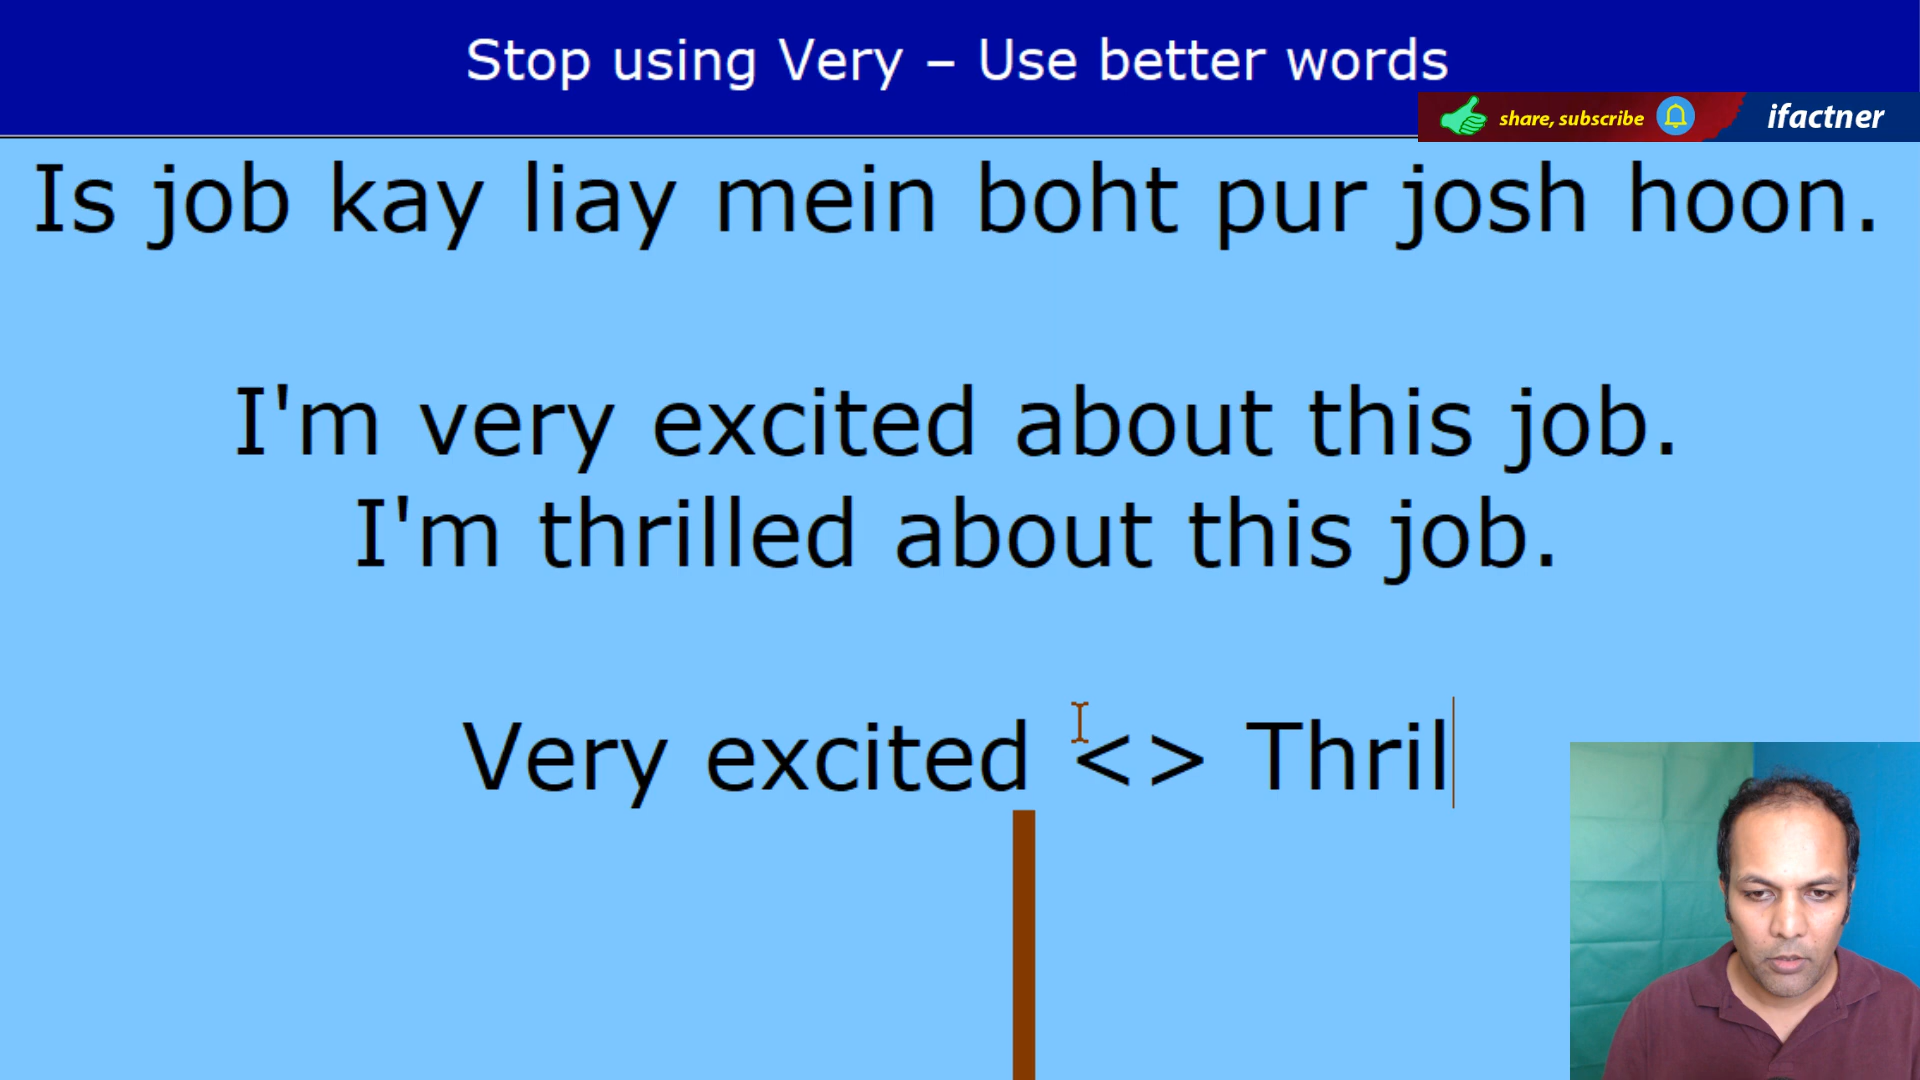 Stop using Very – Use better words
share, subscribe
ifactner
Is job kay liay mein boht pur josh hoon.
I'm very excited about this job.
I'm thrilled about this job.
Very excited <> Thril